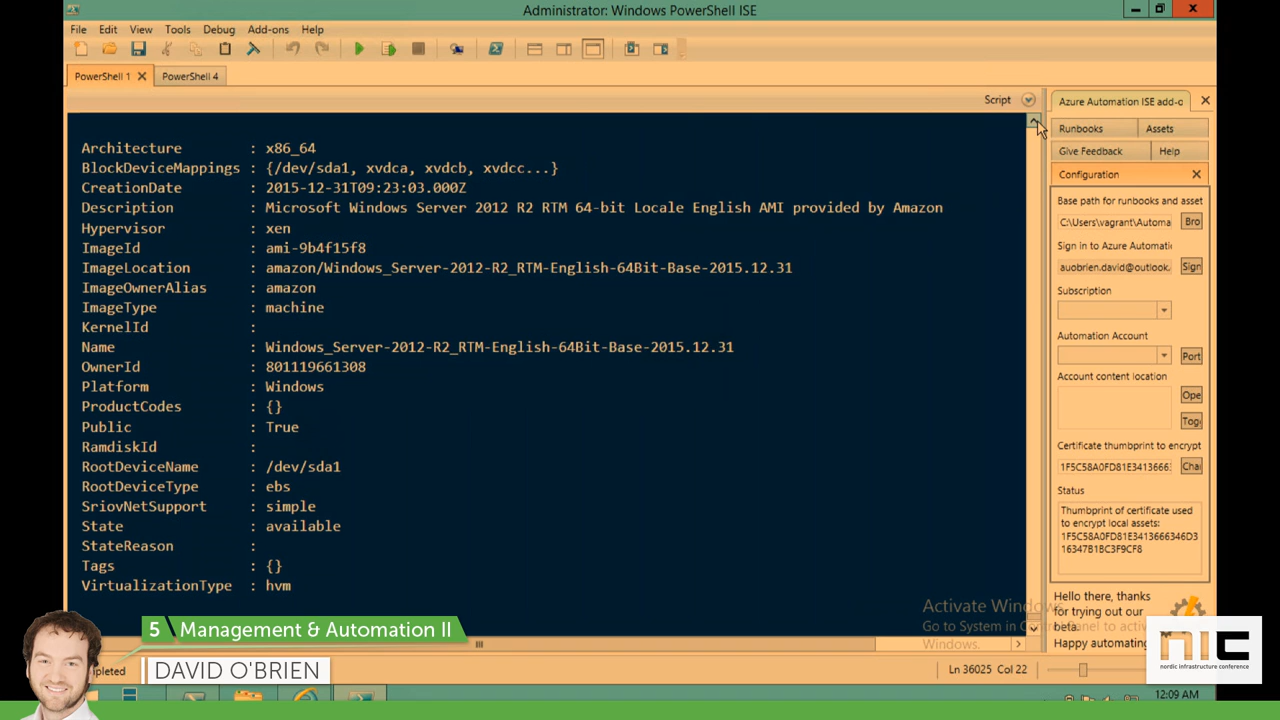 Administrator: Windows PowerShell ISE
File Edit View Tools Debug Add-ons Help
PowerShell 1 PowerShell 4
Script
Azure Automation ISE add-o
Runbooks Assets
Give Feedback Help
Configuration
Base path for runbooks and asset
C:\Users\vagrant\Automa Bro
Sign in to Azure Automati
auobrien.david@outlook. Sign
Subscription
Automation Account
Port
Account content location
Ope
Tog
Certificate thumbprint to encrypt
1F5C58A0FD81E3413666: Cha
Status
Thumbprint of certificate used
to encrypt local assets:
1F5C58A0FD81E3413666346D3
16347B1BC3F9CF8
Hello there, thanks
for trying out our
beta.
Happy automating
Architecture : x86_64
BlockDeviceMappings : {/dev/sda1, xvdca, xvdcb, xvdcc...}
CreationDate : 2015-12-31T09:23:03.000Z
Description : Microsoft Windows Server 2012 R2 RTM 64-bit Locale English AMI provided by Amazon
Hypervisor : xen
ImageId : ami-9b4f15f8
ImageLocation : amazon/Windows_Server-2012-R2_RTM-English-64Bit-Base-2015.12.31
ImageOwnerAlias : amazon
ImageType : machine
KernelId :
Name : Windows_Server-2012-R2_RTM-English-64Bit-Base-2015.12.31
OwnerId : 801119661308
Platform : Windows
ProductCodes : {}
Public : True
RamdiskId :
RootDeviceName : /dev/sda1
RootDeviceType : ebs
SriovNetSupport : simple
State : available
StateReason :
Tags : {}
VirtualizationType : hvm
Activate Windows
Go to System in Control Panel to activ
Windows.
5 \ Management & Automation II
DAVID O'BRIEN
pleted
Ln 36025 Col 22
12:09 AM
NIC
nordic infrastructure conference